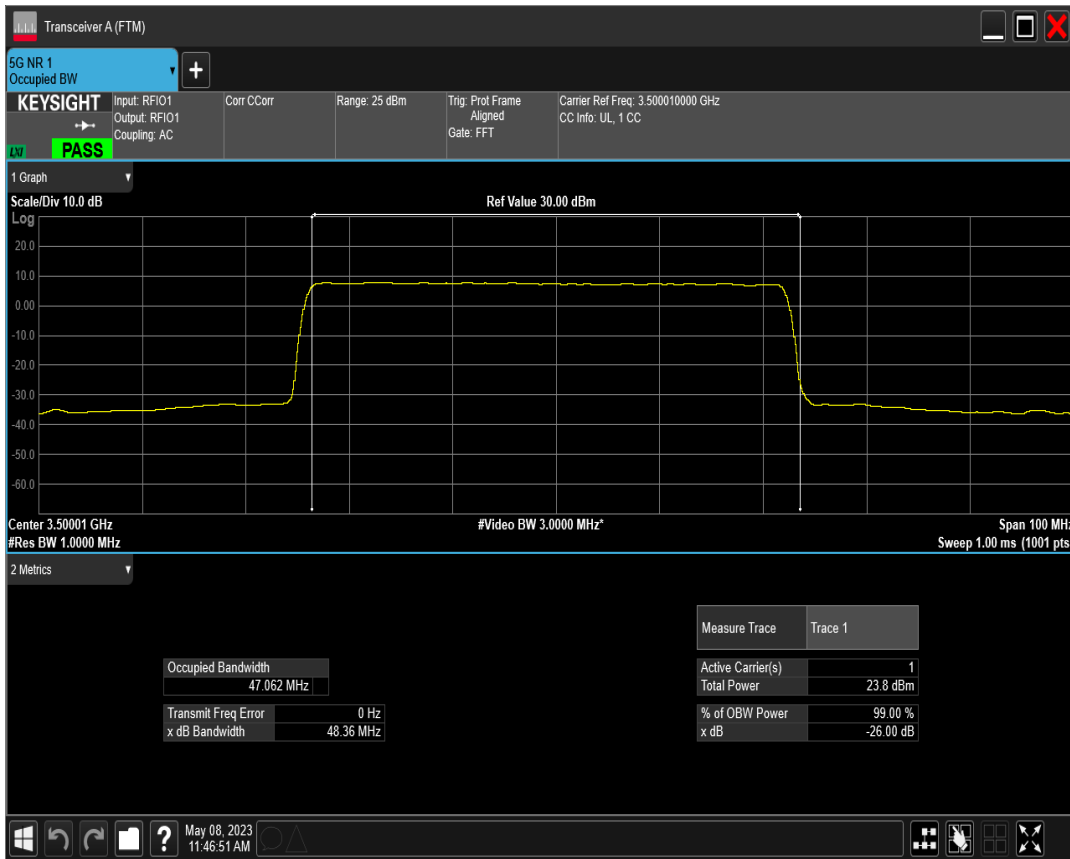 Transceiver A (FTM)
5G NR 1
Occupied BW
+
KEYSIGHT
LXI
PASS
Input: RFIO1
Output: RFIO1
Coupling: AC
Corr CCorr
Range: 25 dBm
Trig: Prot Frame
Aligned
Gate: FFT
Carrier Ref Freq: 3.500010000 GHz
CC Info: UL, 1 CC
1 Graph
Scale/Div 10.0 dB
Ref Value 30.00 dBm
Log
20.0
10.0
0.00
-10.0
-20.0
-30.0
-40.0
-50.0
-60.0
Center 3.50001 GHz
#Video BW 3.0000 MHz*
Span 100 MHz
#Res BW 1.0000 MHz
Sweep 1.00 ms (1001 pts
2 Metrics
Measure Trace Trace 1
Occupied Bandwidth
47.062 MHz
Active Carrier(s) 1
Total Power 23.8 dBm
Transmit Freq Error 0 Hz
x dB Bandwidth 48.36 MHz
% of OBW Power 99.00 %
x dB -26.00 dB
?
May 08, 2023
11:46:51 AM